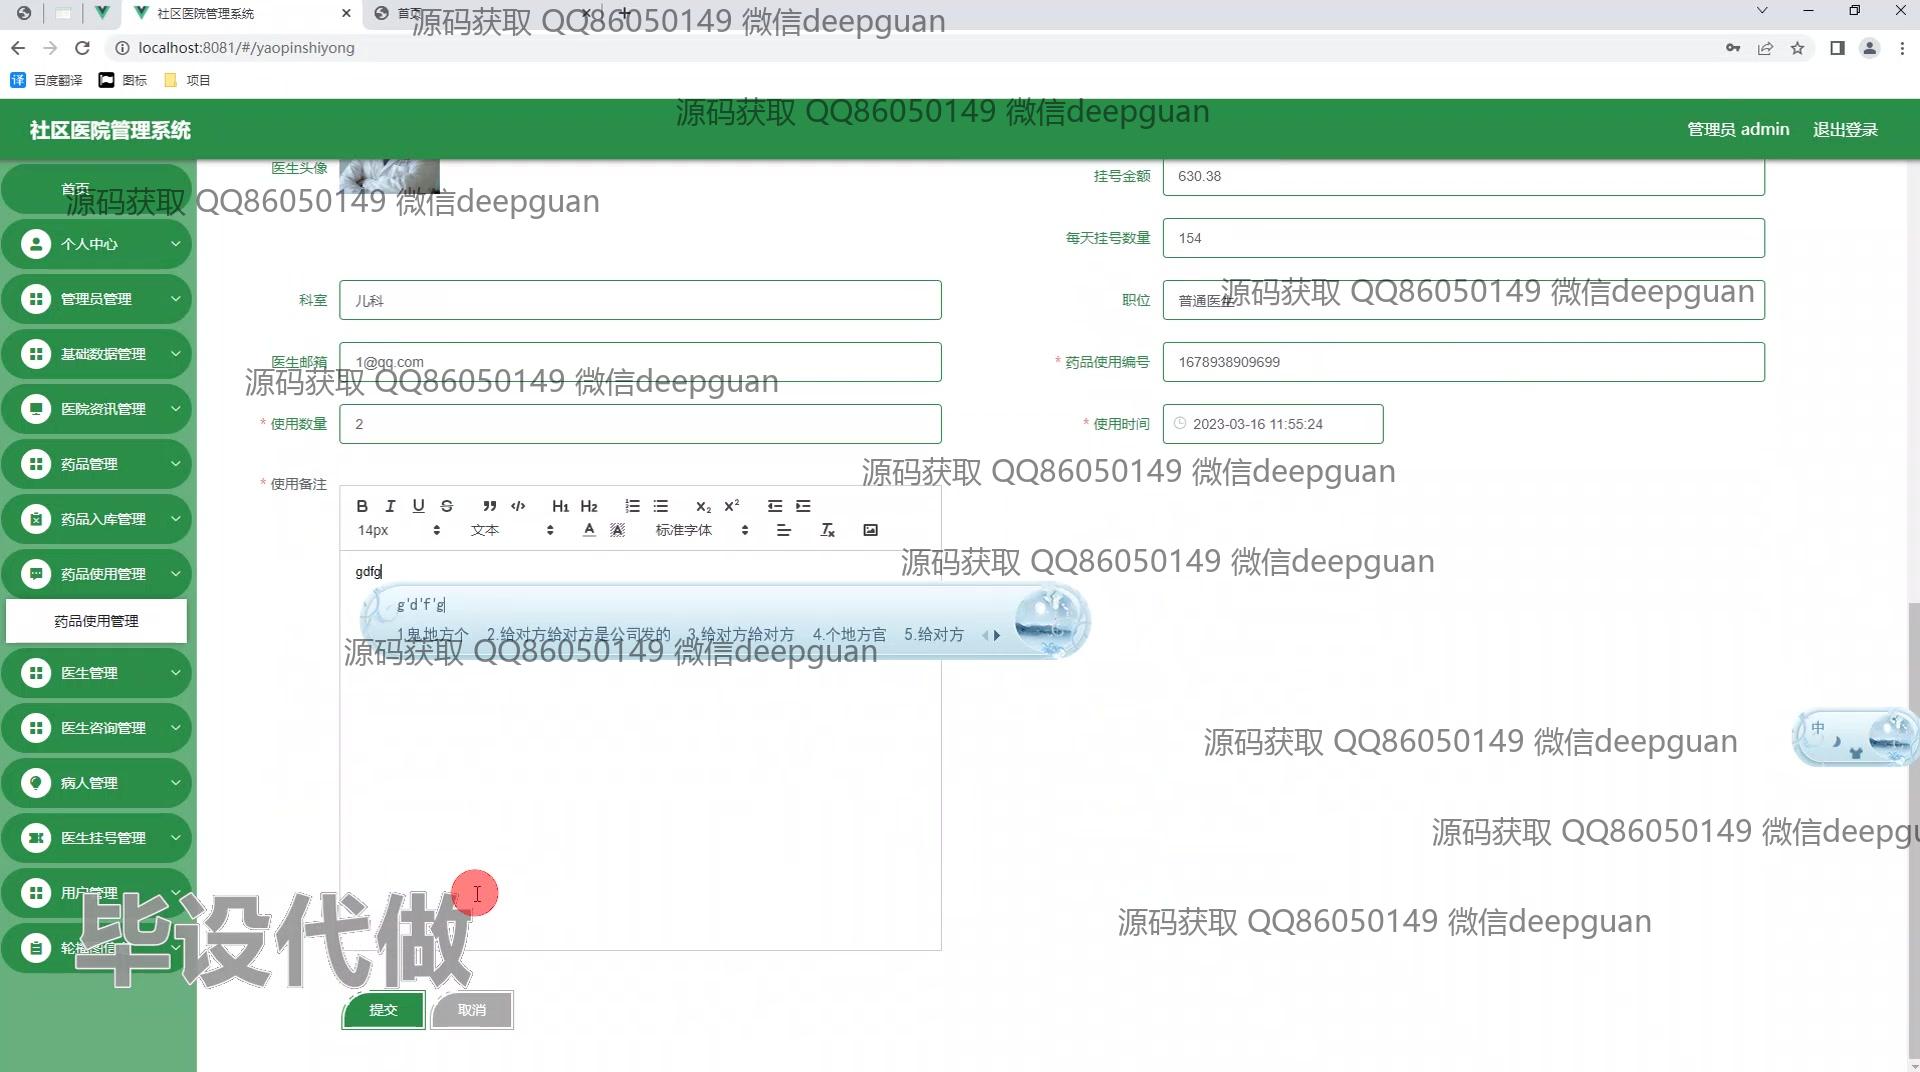 社区医院管理系统
首页
源码获取 QQ86050149 微信deepguan
localhost:8081/#/yaopinshiyong
百度翻译 图标 项目
源码获取 QQ86050149 微信deepguan
社区医院管理系统
管理员 admin 退出登录
首页
源码获取 QQ86050149 微信deepguan
个人中心
管理员管理
基础数据管理
医院资讯管理
药品管理
药品入库管理
药品使用管理
药品使用管理
医生管理
医生咨询管理
病人管理
医生挂号管理
用户管理
医生头像
挂号金额 630.38
每天挂号数量 154
科室 儿科
职位 普通医生
源码获取 QQ86050149 微信deepguan
医生邮箱 1@qq.com
* 药品使用编号 1678938909699
源码获取 QQ86050149 微信deepguan
* 使用数量 2
* 使用时间 2023-03-16 11:55:24
源码获取 QQ86050149 微信deepguan
* 使用备注
B I U S H1 H2 x2 x2
14px 文本 A A 标准字体
gdfg
源码获取 QQ86050149 微信deepguan
g'd'f'g
1.鬼地方个 2.给对方给对方是公司发的 3.给对方给对方 4.个地方官 5.给对方
源码获取 QQ86050149 微信deepguan
中
源码获取 QQ86050149 微信deepguan
源码获取 QQ86050149 微信deepgu
源码获取 QQ86050149 微信deepguan
毕设代做
提交 取消